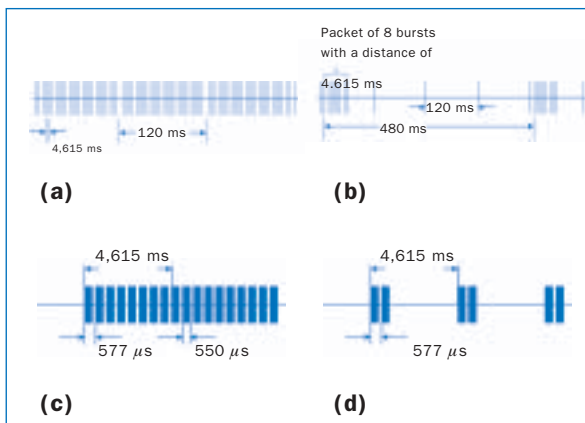 120 ms
4,615 ms
(a)
Packet of 8 bursts
with a distance of
4.615 ms
120 ms
480 ms
(b)
4,615 ms
577 μs
550 μs
(c)
4,615 ms
577 μs
(d)